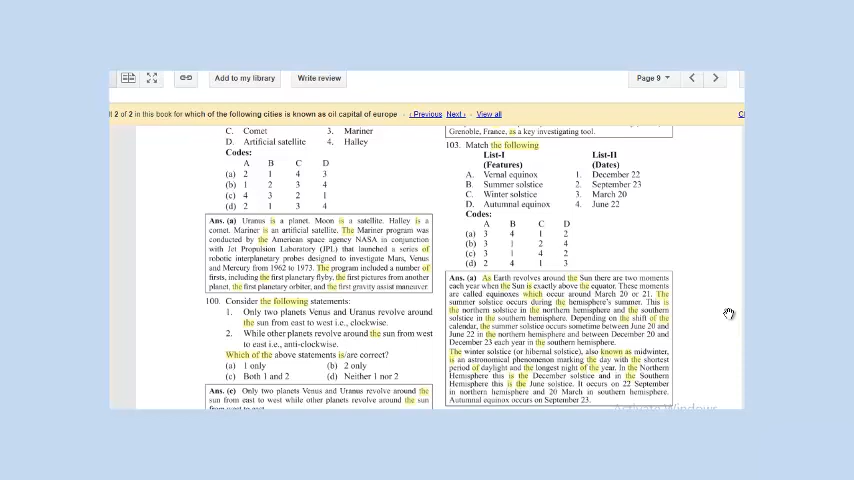 Add to my library
Write review
Page 9
2 of 2 in this book for which of the following cities is known as oil capital of europe
‹ Previous Next › - View all
C. Comet 3. Mariner
D. Artificial satellite 4. Halley
Codes:
A B C D
(a) 2 1 4 3
(b) 1 2 3 4
(c) 4 3 2 1
(d) 2 1 3 4
Ans. (a) Uranus is a planet. Moon is a satellite. Halley is a
comet. Mariner is an artificial satellite. The Mariner program was
conducted by the American space agency NASA in conjunction
with Jet Propulsion Laboratory (JPL) that launched a series of
robotic interplanetary probes designed to investigate Mars, Venus
and Mercury from 1962 to 1973. The program included a number of
firsts, including the first planetary flyby, the first pictures from another
planet, the first planetary orbiter, and the first gravity assist maneuver.
100. Consider the following statements:
1. Only two planets Venus and Uranus revolve around
the sun from east to west i.e., clockwise.
2. While other planets revolve around the sun from west
to east i.e., anti-clockwise.
Which of the above statements is/are correct?
(a) 1 only (b) 2 only
(c) Both 1 and 2 (d) Neither 1 nor 2
Ans. (c) Only two planets Venus and Uranus revolve around the
sun from east to west while other planets revolve around the sun
from west to east.
Grenoble, France, as a key investigating tool.
103. Match the following
List-I List-II
(Features) (Dates)
A. Vernal equinox 1. December 22
B. Summer solstice 2. September 23
C. Winter solstice 3. March 20
D. Autumnal equinox 4. June 22
Codes:
A B C D
(a) 3 4 1 2
(b) 3 1 2 4
(c) 3 1 4 2
(d) 2 4 1 3
Ans. (a) As Earth revolves around the Sun there are two moments
each year when the Sun is exactly above the equator. These moments
are called equinoxes which occur around March 20 or 21. The
summer solstice occurs during the hemisphere's summer. This is
the northern solstice in the northern hemisphere and the southern
solstice in the southern hemisphere. Depending on the shift of the
calendar, the summer solstice occurs sometime between June 20 and
June 22 in the northern hemisphere and between December 20 and
December 23 each year in the southern hemisphere.
The winter solstice (or hibernal solstice), also known as midwinter,
is an astronomical phenomenon marking the day with the shortest
period of daylight and the longest night of the year. In the Northern
Hemisphere this is the December solstice and in the Southern
Hemisphere this is the June solstice. It occurs on 22 September
in northern hemisphere and 20 March in southern hemisphere.
Autumnal equinox occurs on September 23.
Activate Windows